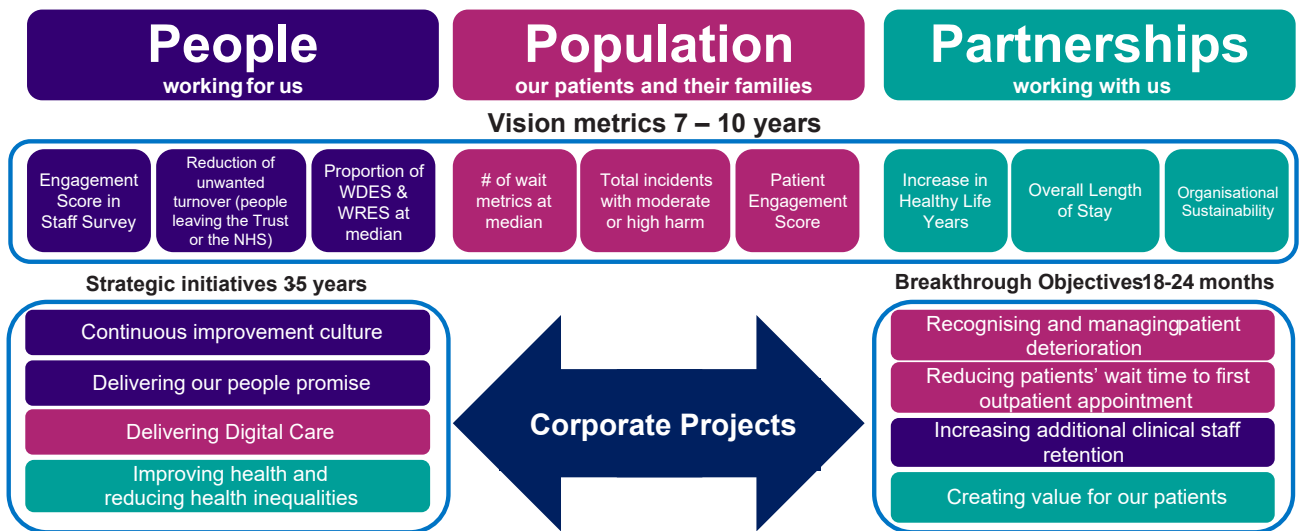 People
working for us
Population
our patients and their families
Partnerships
working with us
Vision metrics 7 – 10 years
Engagement
Score in
Staff Survey
Reduction of
unwanted
turnover (people
leaving the Trust
or the NHS)
Proportion of
WDES &
WRES at
median
# of wait
metrics at
median
Total incidents
with moderate
or high harm
Patient
Engagement
Score
Increase in
Healthy Life
Years
Overall Length
of Stay
Organisational
Sustainability
Strategic initiatives 35 years
Continuous improvement culture
Delivering our people promise
Delivering Digital Care
Improving health and
reducing health inequalities
Corporate Projects
Breakthrough Objectives18-24 months
Recognising and managingpatient
deterioration
Reducing patients’ wait time to first
outpatient appointment
Increasing additional clinical staff
retention
Creating value for our patients